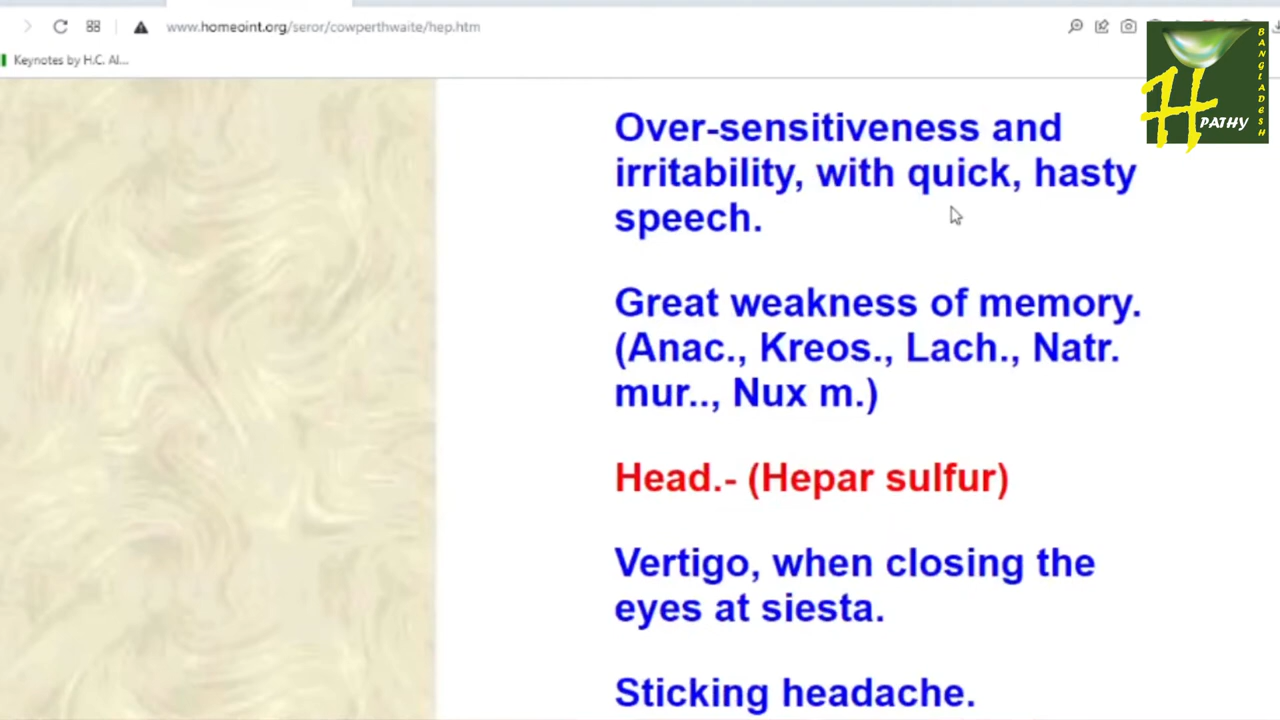 www.homeoint.org/seror/cowperthwaite/hep.htm
Keynotes by H.C. Al...
H
PATHY
BANGLADESH
Over-sensitiveness and
irritability, with quick, hasty
speech.
Great weakness of memory.
(Anac., Kreos., Lach., Natr.
mur.., Nux m.)
Head.- (Hepar sulfur)
Vertigo, when closing the
eyes at siesta.
Sticking headache.